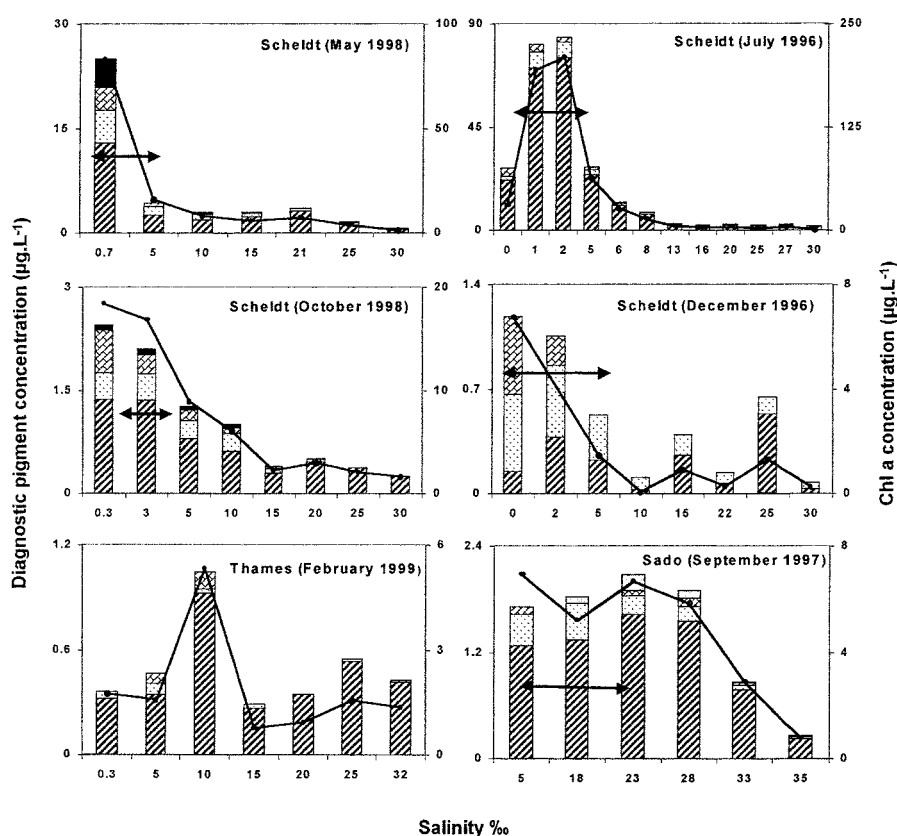 Diagnostic pigment concentration (µg.L-1)
Chl a concentration (µg.L-1)
Scheldt (May 1998)
30
15
0
100
50
0
0.7 5 10 15 21 25 30
Scheldt (July 1996)
90
45
0
250
125
0
0 1 2 5 6 8 13 16 20 25 27 30
Scheldt (October 1998)
3
1.5
0
20
10
0
0.3 3 5 10 15 20 25 30
Scheldt (December 1996)
1.4
0.7
0
8
4
0
0 2 5 10 15 22 25 30
Thames (February 1999)
1.2
0.6
0
6
3
0
0.3 5 10 15 20 25 32
Sado (September 1997)
2.4
1.2
0
8
4
0
5 18 23 28 33 35
Salinity ‰